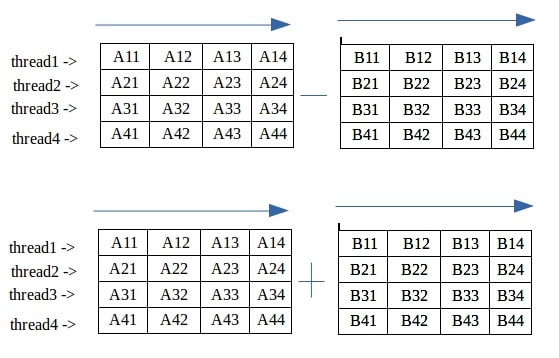 thread1 -> A11 A12 A13 A14 B11 B12 B13 B14
thread2 -> A21 A22 A23 A24 B21 B22 B23 B24
thread3 -> A31 A32 A33 A34 B31 B32 B33 B34
thread4 -> A41 A42 A43 A44 B41 B42 B43 B44
thread1 -> A11 A12 A13 A14 B11 B12 B13 B14
thread2 -> A21 A22 A23 A24 B21 B22 B23 B24
thread3 -> A31 A32 A33 A34 B31 B32 B33 B34
thread4 -> A41 A42 A43 A44 B41 B42 B43 B44